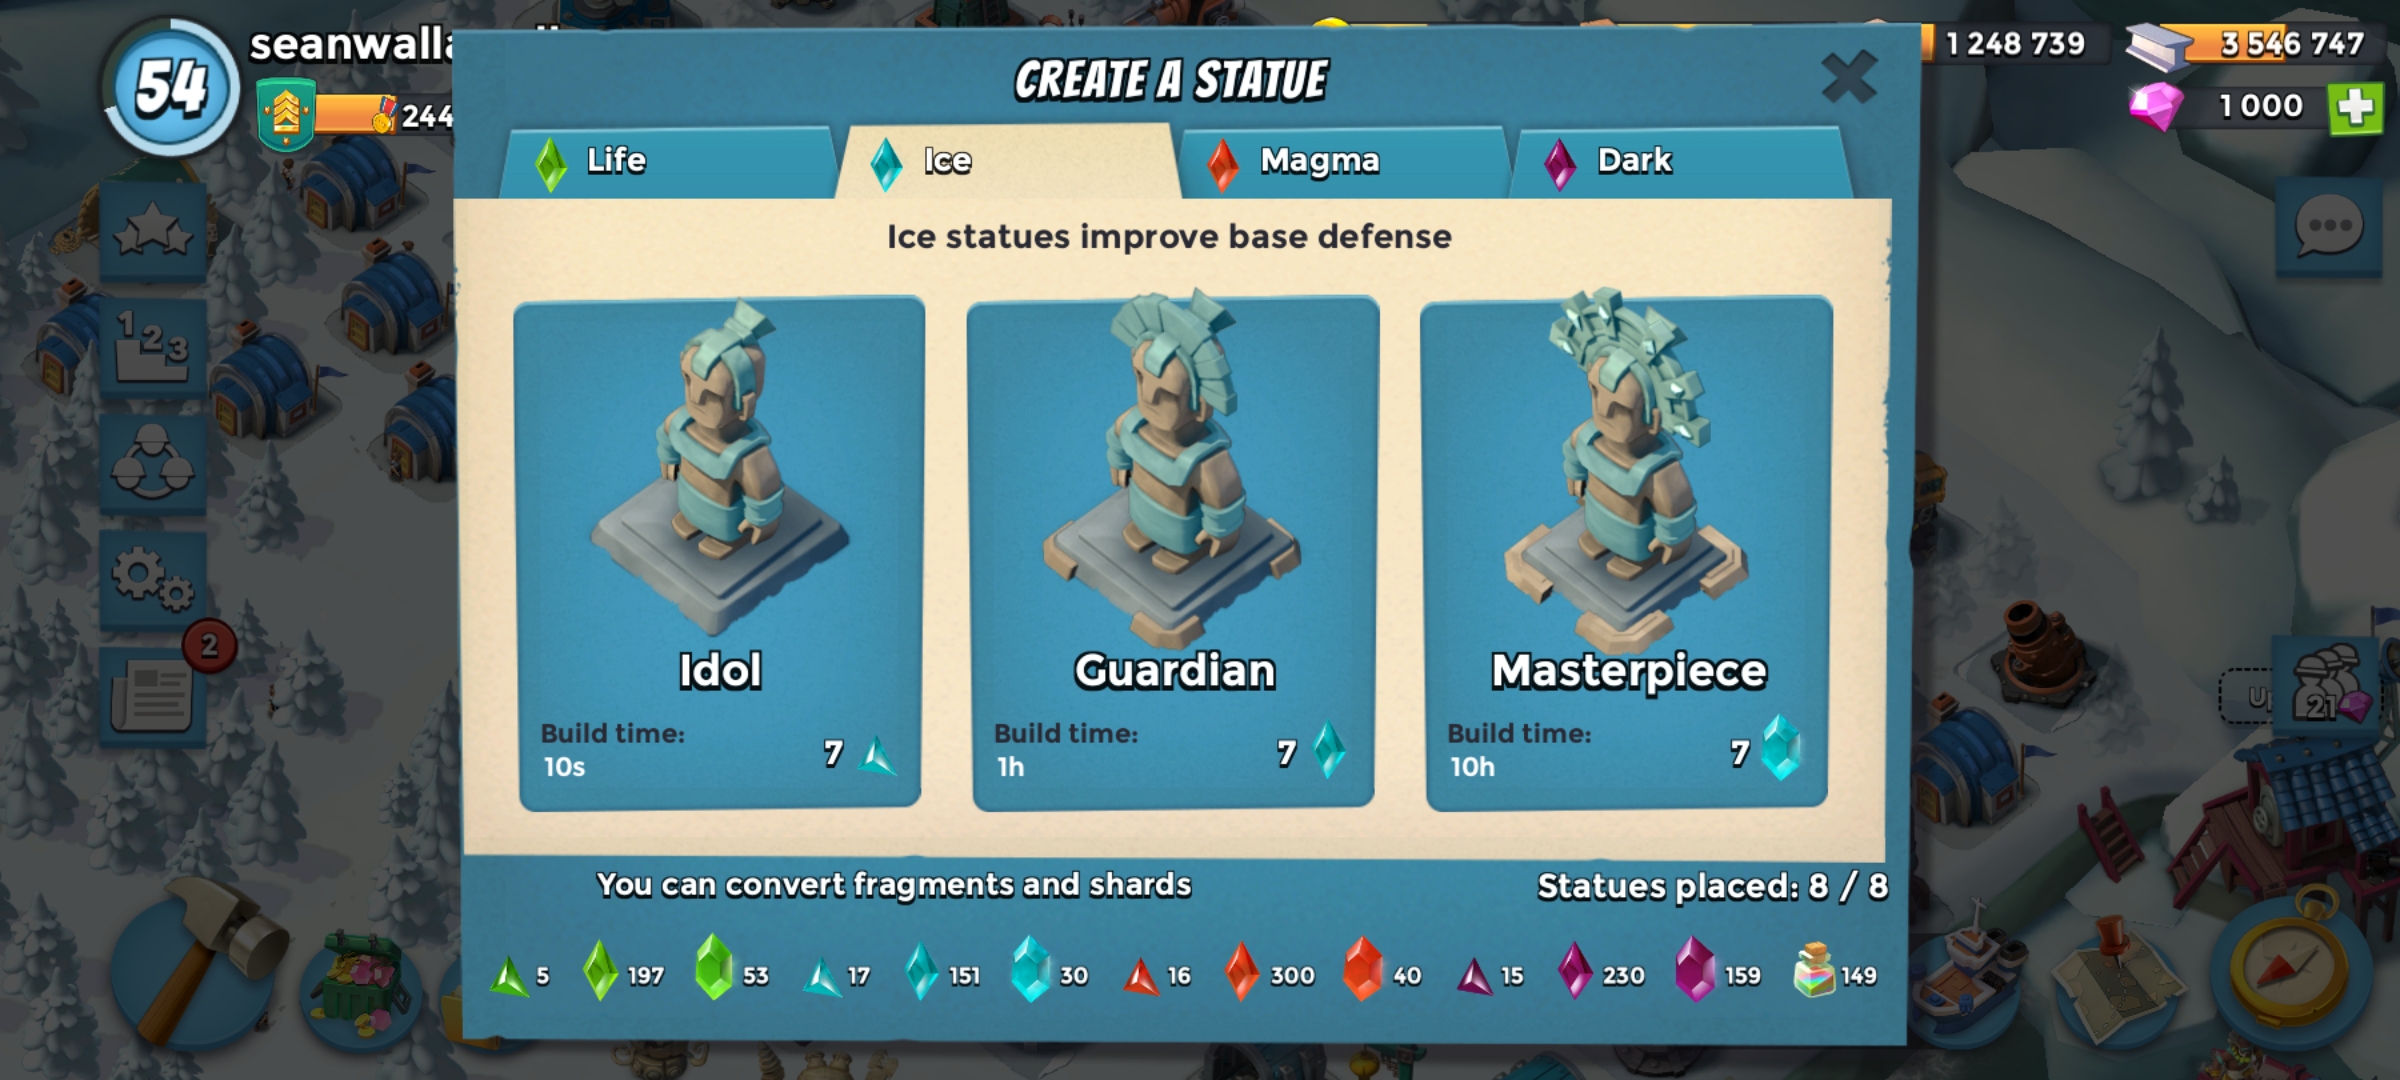 54
244
1 248 739
3 546 747
1 000
CREATE A STATUE
Life
Ice
Magma
Dark
Ice statues improve base defense
1 2 3
2
Idol
Build time:
10s
7
Guardian
Build time:
1h
7
Masterpiece
Build time:
10h
7
21
You can convert fragments and shards
Statues placed: 8 / 8
5 197 53 17 151 30 16 300 40 15 230 159 149